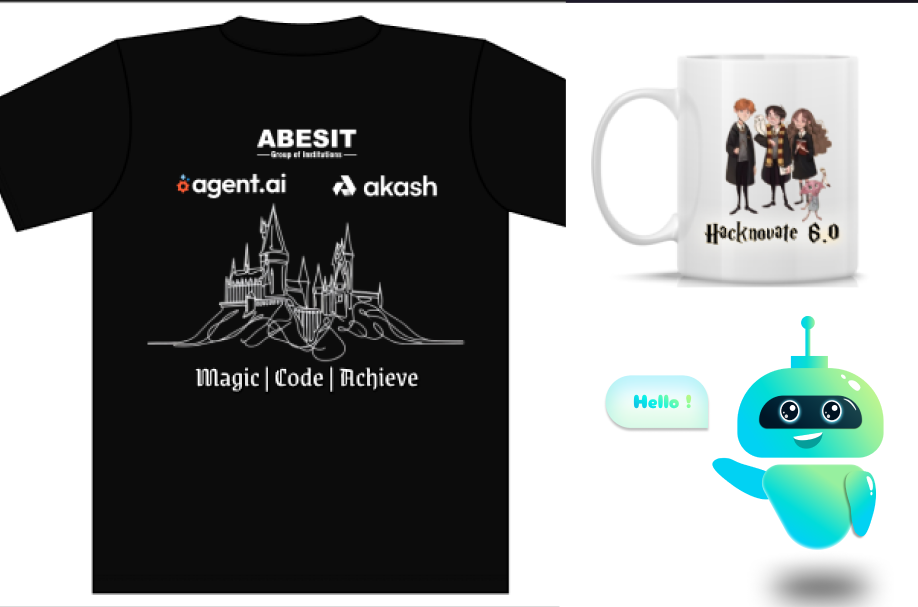 ABESIT
Group of Institutions
agent.ai
akash
Magic | Code | Achieve
Hacknovate 6.0
Hello !